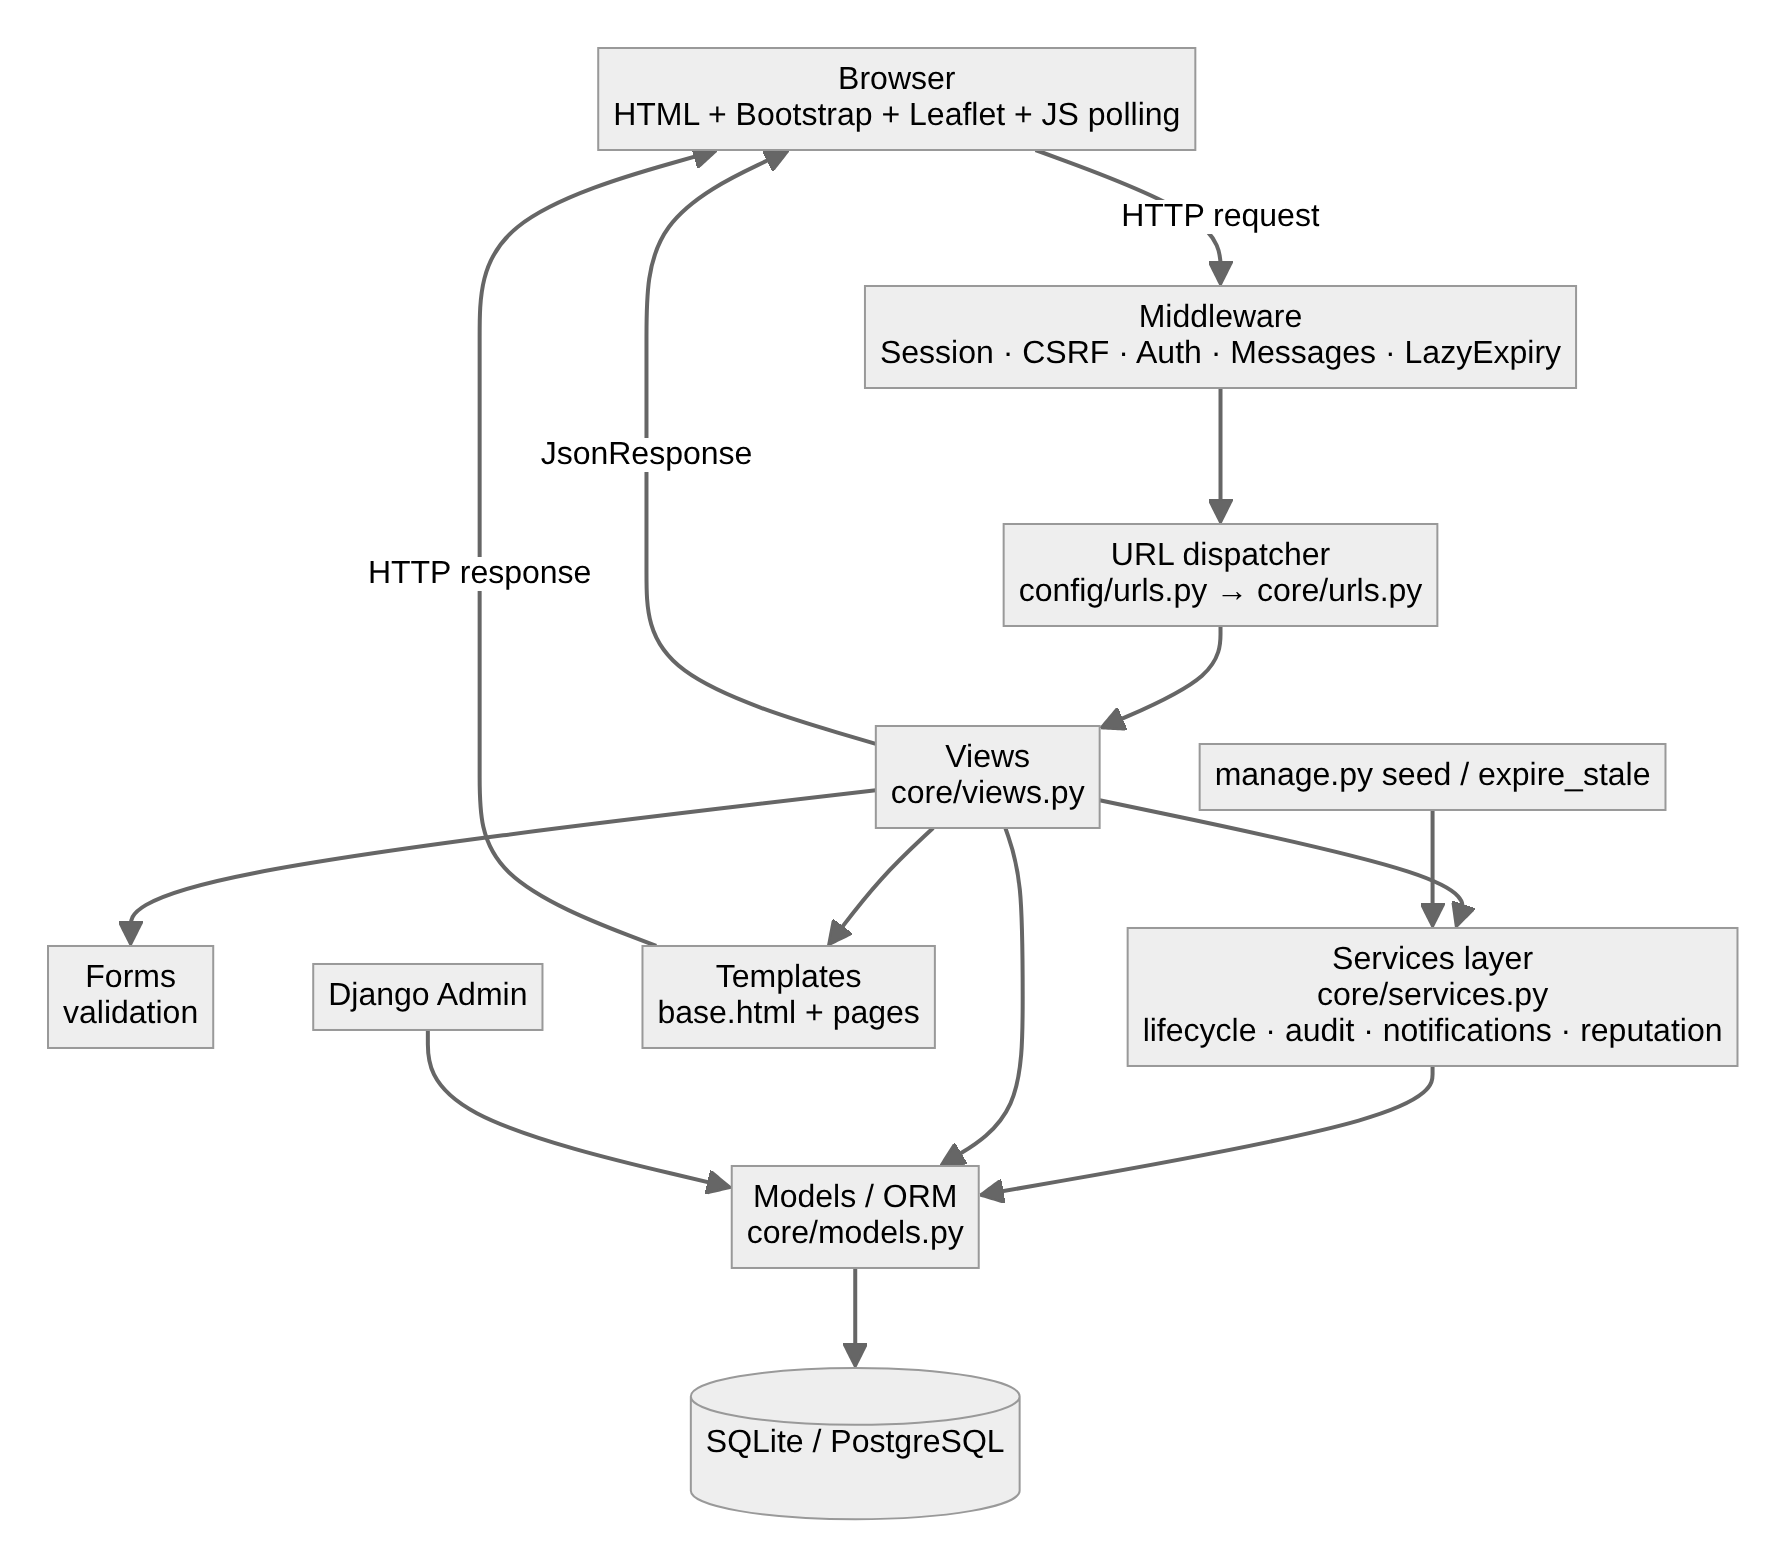 Browser
HTML + Bootstrap + Leaflet + JS polling
HTTP request
Middleware
Session · CSRF · Auth · Messages · LazyExpiry
JsonResponse
HTTP response
URL dispatcher
config/urls.py → core/urls.py
Views
core/views.py
manage.py seed / expire_stale
Forms
validation
Django Admin
Templates
base.html + pages
Services layer
core/services.py
lifecycle · audit · notifications · reputation
Models / ORM
core/models.py
SQLite / PostgreSQL